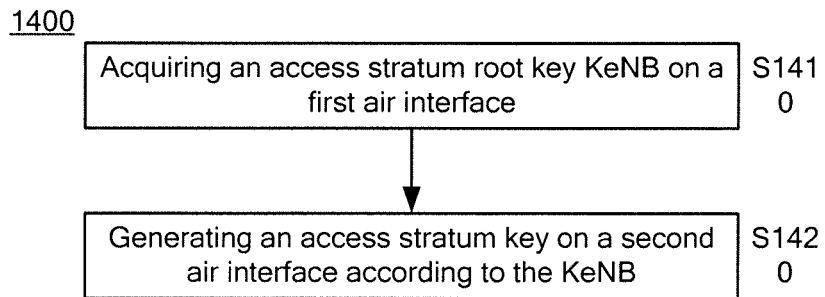 1400
Acquiring an access stratum root key KeNB on a
first air interface
S141
0
Generating an access stratum key on a second
air interface according to the KeNB
S142
0